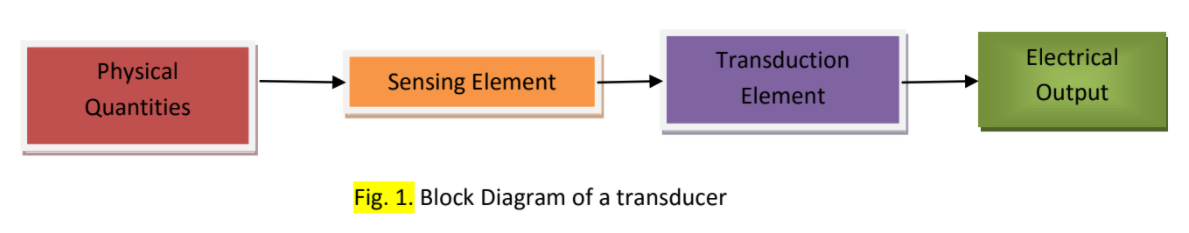 Physical
Quantities
Sensing Element
Transduction
Element
Electrical
Output
Fig. 1. Block Diagram of a transducer